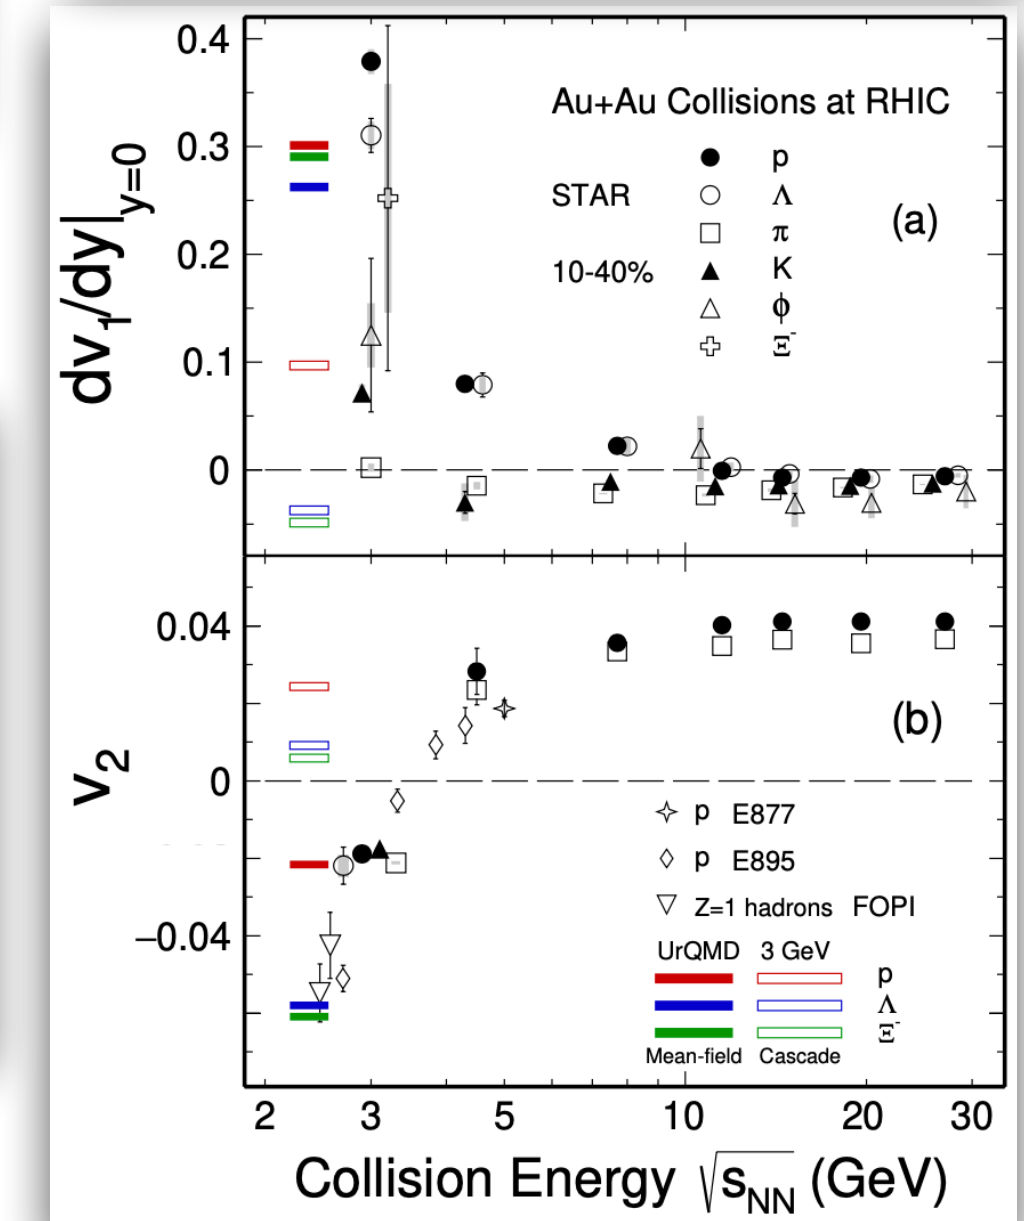 0.4
0.3
0.2
0.1
0
dv₁/dy|y=0
Au+Au Collisions at RHIC
p
STAR Λ
π
10-40% K
ϕ
Ξ⁻
(a)
0.04
0
−0.04
v₂
(b)
p E877
p E895
Z=1 hadrons FOPI
UrQMD 3 GeV
p
Λ
Ξ⁻
Mean-field Cascade
2 3 5 10 20 30
Collision Energy √sNN (GeV)